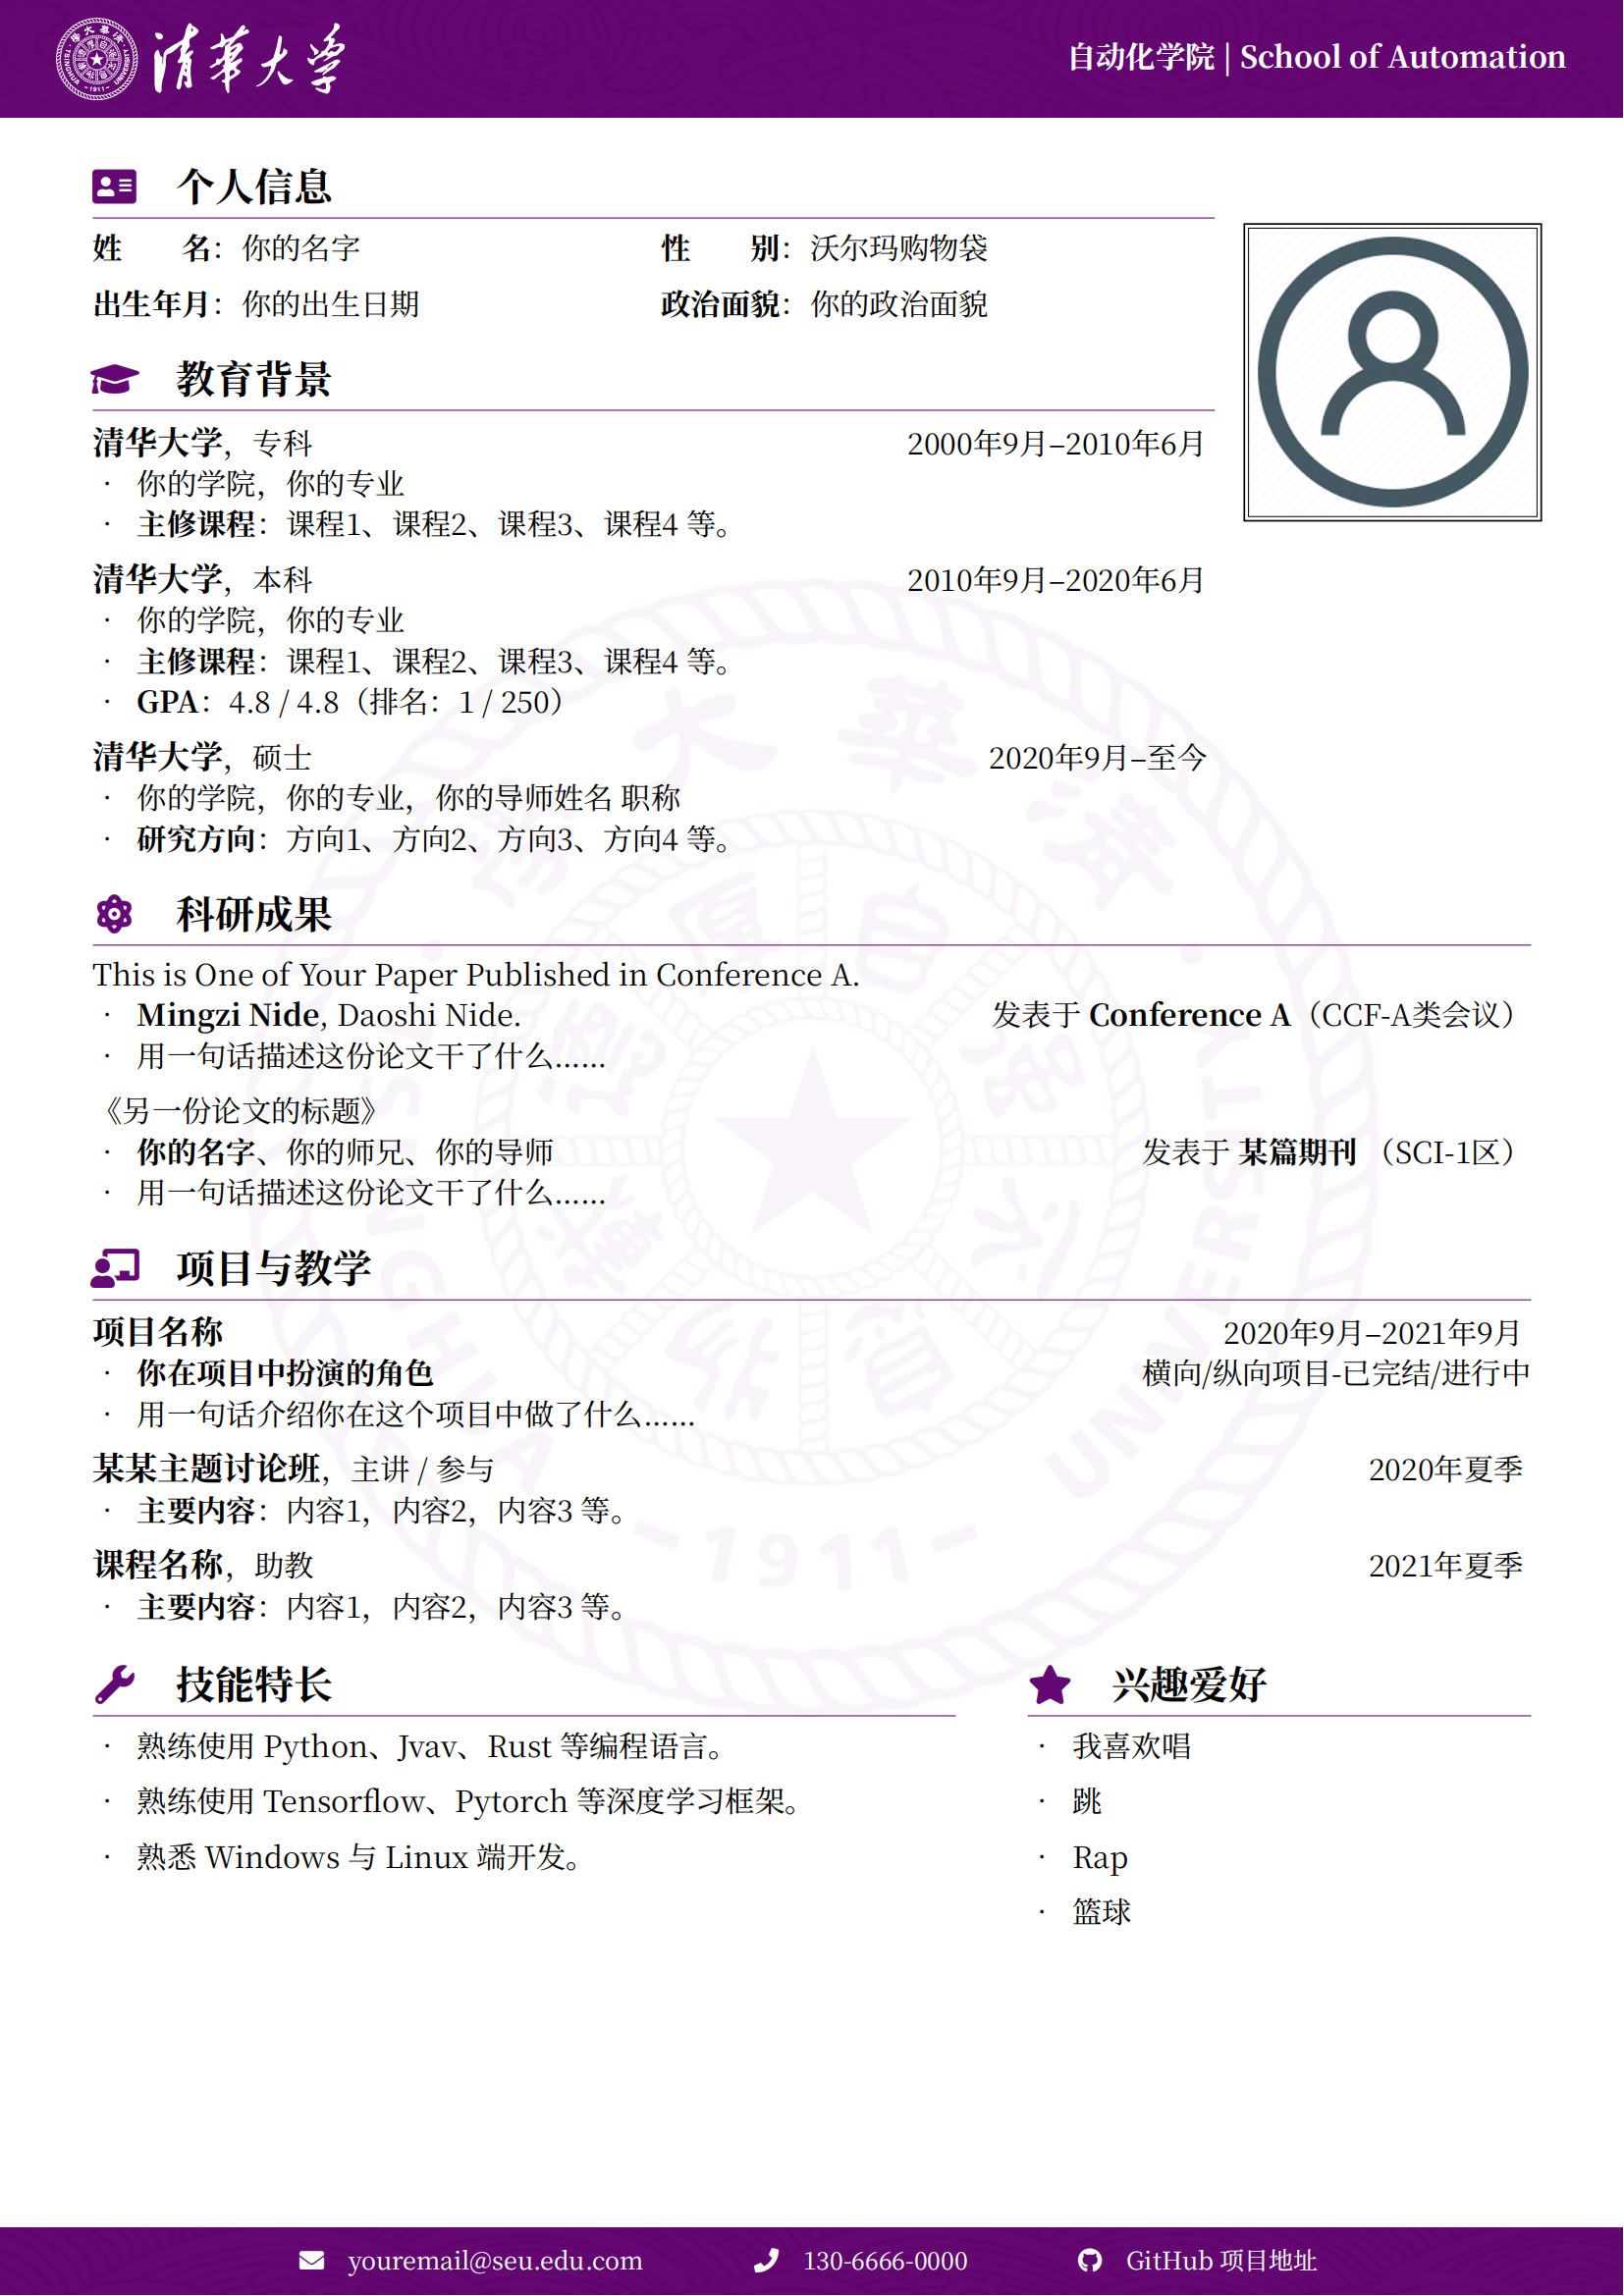 清华大学
自动化学院 | School of Automation
个人信息
姓 名：你的名字 性 别：沃尔玛购物袋
出生年月：你的出生日期 政治面貌：你的政治面貌
教育背景
清华大学，专科 2000年9月–2010年6月
· 你的学院，你的专业
· 主修课程：课程1、课程2、课程3、课程4 等。
清华大学，本科 2010年9月–2020年6月
· 你的学院，你的专业
· 主修课程：课程1、课程2、课程3、课程4 等。
· GPA：4.8 / 4.8（排名：1 / 250）
清华大学，硕士 2020年9月–至今
· 你的学院，你的专业，你的导师姓名 职称
· 研究方向：方向1、方向2、方向3、方向4 等。
科研成果
This is One of Your Paper Published in Conference A.
· Mingzi Nide, Daoshi Nide. 发表于 Conference A（CCF-A类会议）
· 用一句话描述这份论文干了什么……
《另一份论文的标题》
· 你的名字、你的师兄、你的导师 发表于 某篇期刊 （SCI-1区）
· 用一句话描述这份论文干了什么……
项目与教学
项目名称 2020年9月–2021年9月
· 你在项目中扮演的角色 横向/纵向项目-已完结/进行中
· 用一句话介绍你在这个项目中做了什么……
某某主题讨论班，主讲 / 参与 2020年夏季
· 主要内容：内容1，内容2，内容3 等。
课程名称，助教 2021年夏季
· 主要内容：内容1，内容2，内容3 等。
技能特长
· 熟练使用 Python、Jvav、Rust 等编程语言。
· 熟练使用 Tensorflow、Pytorch 等深度学习框架。
· 熟悉 Windows 与 Linux 端开发。
兴趣爱好
· 我喜欢唱
· 跳
· Rap
· 篮球
TSINGHUA UNIVERSITY
–1911–
youremail@seu.edu.com 130-6666-0000 GitHub 项目地址